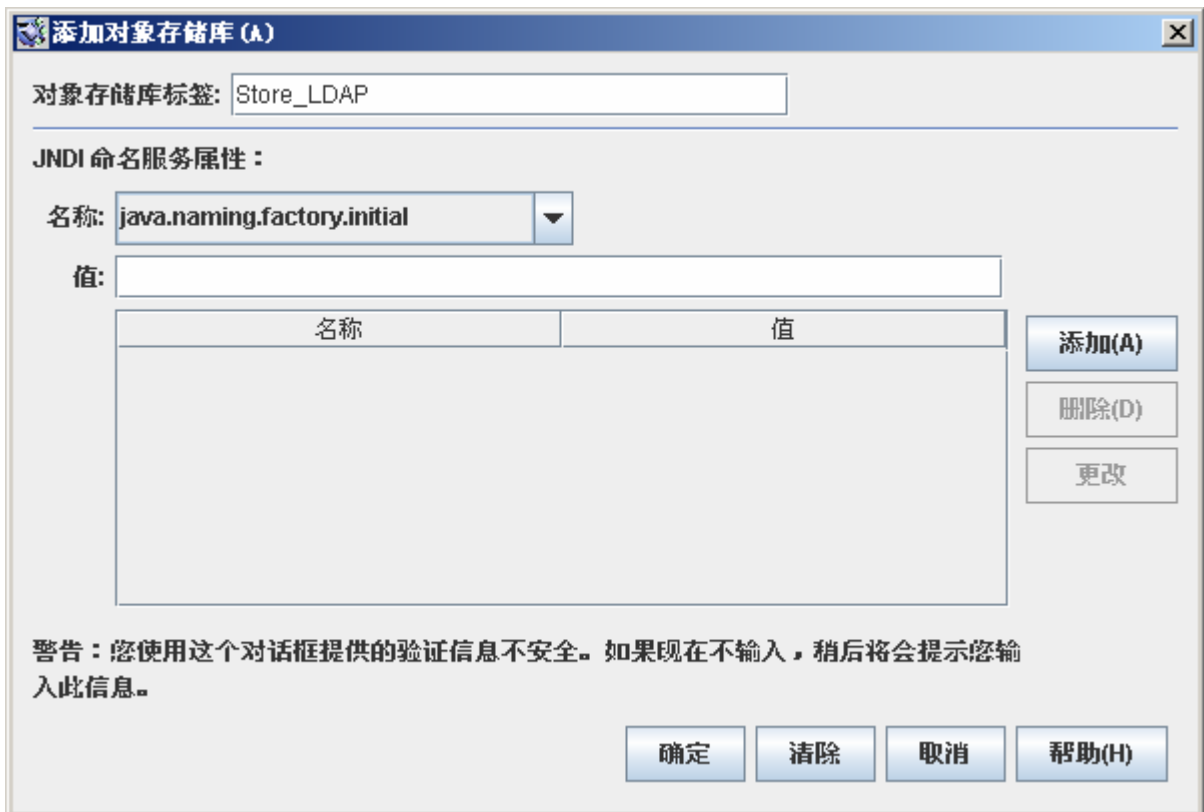 添加对象存储库(A)
对象存储库标签: Store_LDAP
JNDI 命名服务属性：
名称: java.naming.factory.initial
值:
名称 值
添加(A)
删除(D)
更改
警告：您使用这个对话框提供的验证信息不安全。如果现在不输入，稍后将会提示您输
入此信息。
确定 清除 取消 帮助(H)